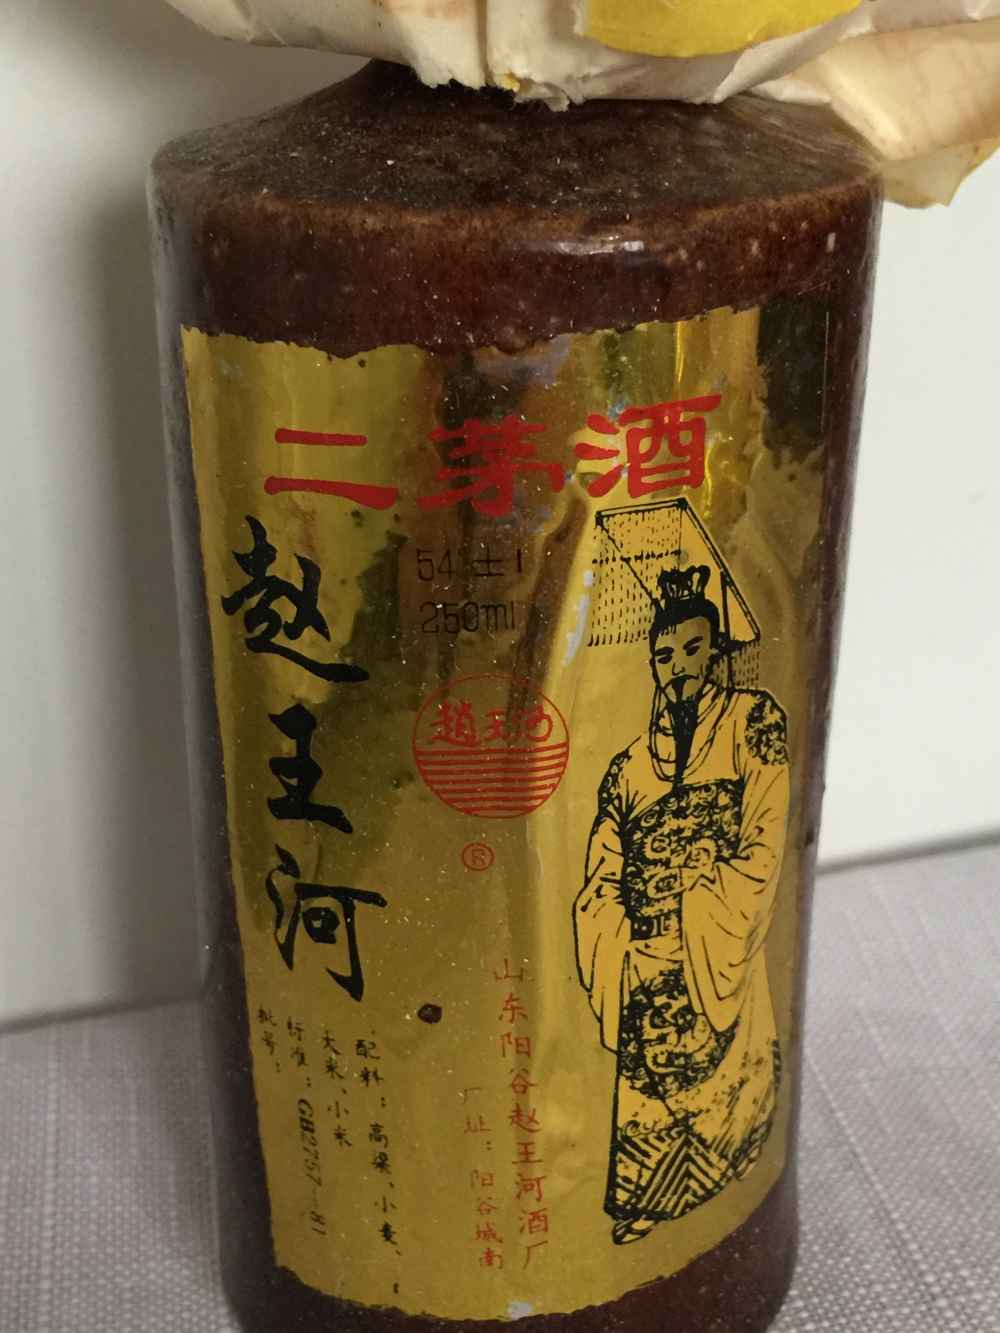 二茅酒
54±1
250ml
赵王河
趙王河
®
山东阳谷赵王河酒厂
厂址：阳谷城南
配料：高粱、小麦、
大米、小米
标准：GB2757-81
批号：